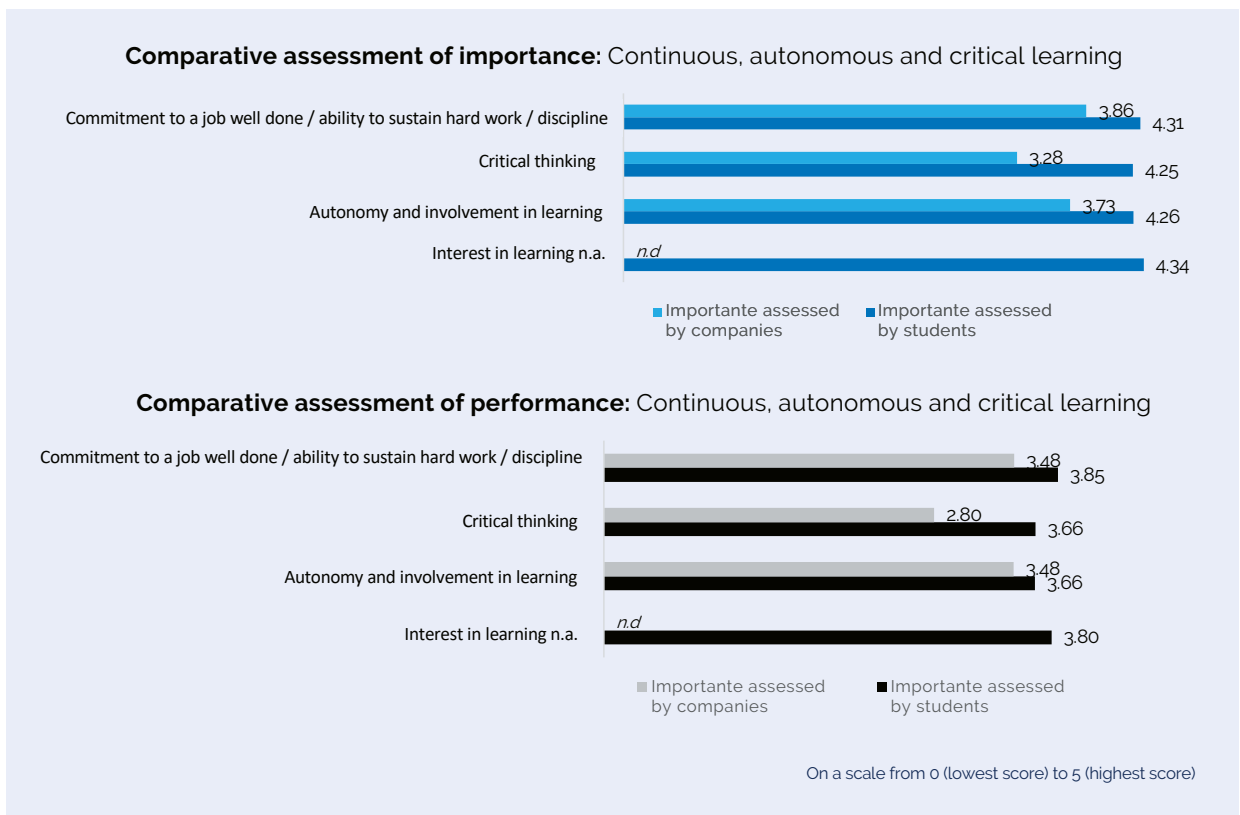 Comparative assessment of importance: Continuous, autonomous and critical learning
Commitment to a job well done / ability to sustain hard work / discipline
3.86
4.31
Critical thinking
3.28
4.25
Autonomy and involvement in learning
3.73
4.26
Interest in learning n.a.
n.d
4.34
Importante assessed
by companies
Importante assessed
by students
Comparative assessment of performance: Continuous, autonomous and critical learning
Commitment to a job well done / ability to sustain hard work / discipline
3.48
3.85
Critical thinking
2.80
3.66
Autonomy and involvement in learning
3.48
3.66
Interest in learning n.a.
n.d
3.80
Importante assessed
by companies
Importante assessed
by students
On a scale from 0 (lowest score) to 5 (highest score)